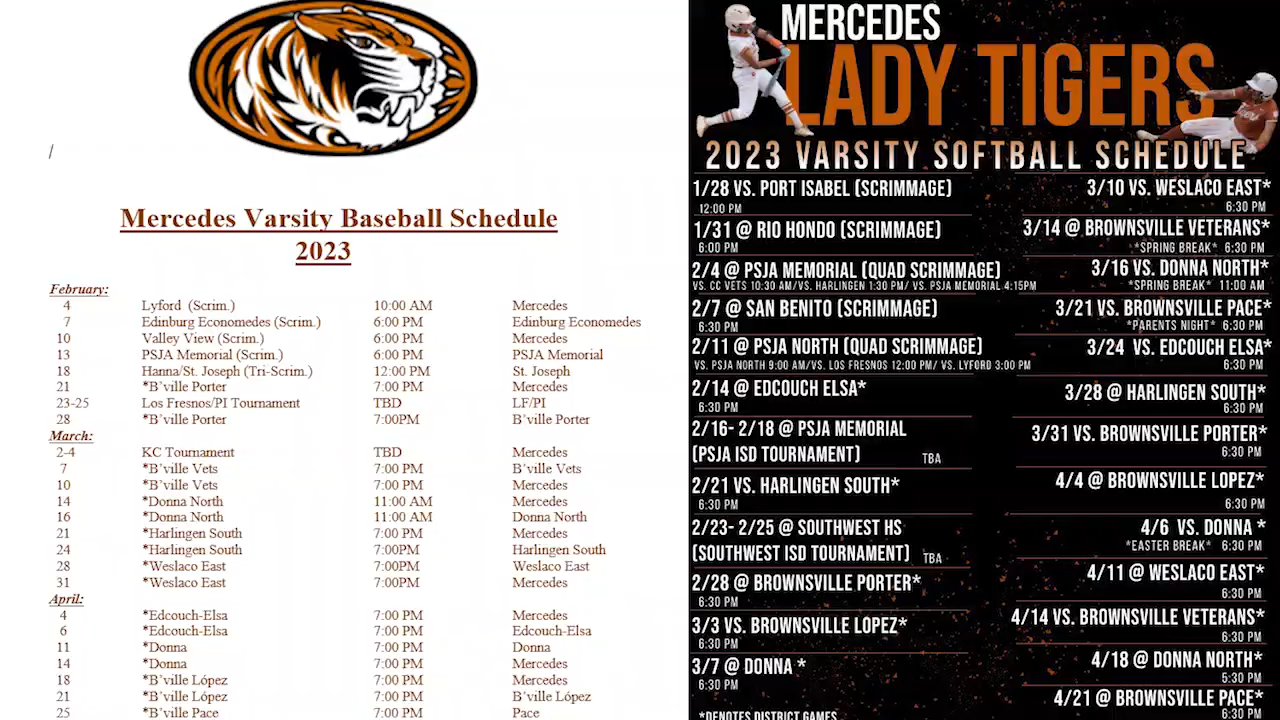 /
Mercedes Varsity Baseball Schedule
2023
February:
4 Lyford (Scrim.) 10:00 AM Mercedes
7 Edinburg Economedes (Scrim.) 6:00 PM Edinburg Economedes
10 Valley View (Scrim.) 6:00 PM Mercedes
13 PSJA Memorial (Scrim.) 6:00 PM PSJA Memorial
18 Hanna/St. Joseph (Tri-Scrim.) 12:00 PM St. Joseph
21 *B'ville Porter 7:00 PM Mercedes
23-25 Los Fresnos/PI Tournament TBD LF/PI
28 *B'ville Porter 7:00PM B'ville Porter
March:
2-4 KC Tournament TBD Mercedes
7 *B'ville Vets 7:00 PM B'ville Vets
10 *B'ville Vets 7:00 PM Mercedes
14 *Donna North 11:00 AM Mercedes
16 *Donna North 11:00 AM Donna North
21 *Harlingen South 7:00 PM Mercedes
24 *Harlingen South 7:00PM Harlingen South
28 *Weslaco East 7:00PM Weslaco East
31 *Weslaco East 7:00PM Mercedes
April:
4 *Edcouch-Elsa 7:00 PM Mercedes
6 *Edcouch-Elsa 7:00 PM Edcouch-Elsa
11 *Donna 7:00 PM Donna
14 *Donna 7:00 PM Mercedes
18 *B'ville López 7:00 PM Mercedes
21 *B'ville López 7:00 PM B'ville López
25 *B'ville Pace 7:00 PM Pace
MERCEDES
LADY TIGERS
2023 VARSITY SOFTBALL SCHEDULE
1/28 VS. PORT ISABEL (SCRIMMAGE)
12:00 PM
1/31 @ RIO HONDO (SCRIMMAGE)
6:00 PM
2/4 @ PSJA MEMORIAL (QUAD SCRIMMAGE)
VS. CC VETS 10:30 AM/VS. HARLINGEN 1:30 PM/ VS. PSJA MEMORIAL 4:15PM
2/7 @ SAN BENITO (SCRIMMAGE)
6:30 PM
2/11 @ PSJA NORTH (QUAD SCRIMMAGE)
VS. PSJA NORTH 9:00 AM/VS. LOS FRESNOS 12:00 PM/ VS. LYFORD 3:00 PM
2/14 @ EDCOUCH ELSA*
6:30 PM
2/16- 2/18 @ PSJA MEMORIAL
(PSJA ISD TOURNAMENT) TBA
2/21 VS. HARLINGEN SOUTH*
6:30 PM
2/23- 2/25 @ SOUTHWEST HS
(SOUTHWEST ISD TOURNAMENT) TBA
2/28 @ BROWNSVILLE PORTER*
6:30 PM
3/3 VS. BROWNSVILLE LOPEZ*
6:30 PM
3/7 @ DONNA *
6:30 PM
*DENOTES DISTRICT GAMES
3/10 VS. WESLACO EAST*
6:30 PM
3/14 @ BROWNSVILLE VETERANS*
*SPRING BREAK* 6:30 PM
3/16 VS. DONNA NORTH*
*SPRING BREAK* 11:00 AM
3/21 VS. BROWNSVILLE PACE*
*PARENTS NIGHT* 6:30 PM
3/24 VS. EDCOUCH ELSA*
6:30 PM
3/28 @ HARLINGEN SOUTH*
6:30 PM
3/31 VS. BROWNSVILLE PORTER*
6:30 PM
4/4 @ BROWNSVILLE LOPEZ*
6:30 PM
4/6 VS. DONNA *
*EASTER BREAK* 6:30 PM
4/11 @ WESLACO EAST*
6:30 PM
4/14 VS. BROWNSVILLE VETERANS*
6:30 PM
4/18 @ DONNA NORTH*
5:30 PM
4/21 @ BROWNSVILLE PACE*
6:30 PM